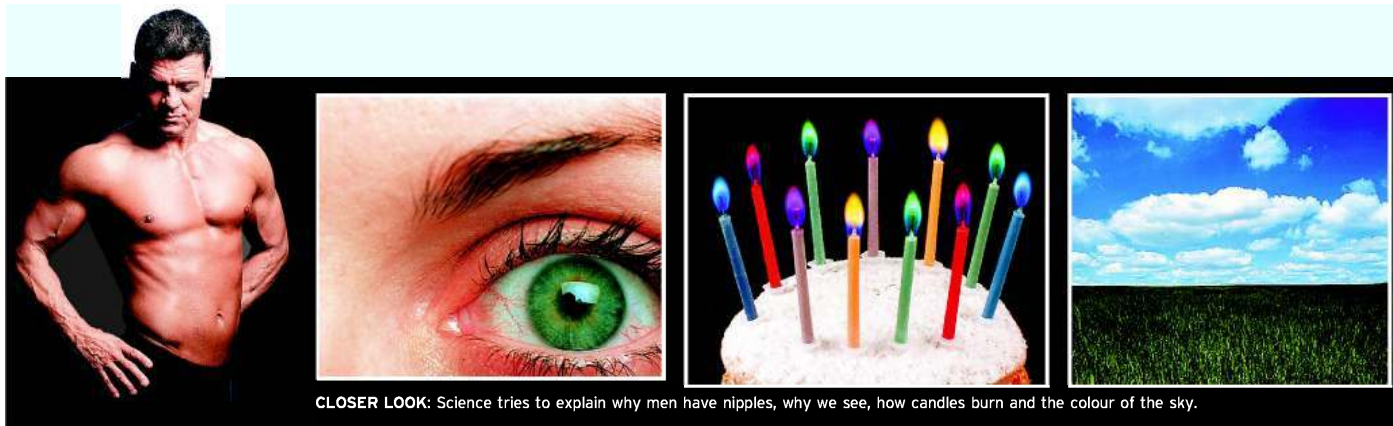 CLOSER LOOK: Science tries to explain why men have nipples, why we see, how candles burn and the colour of the sky.